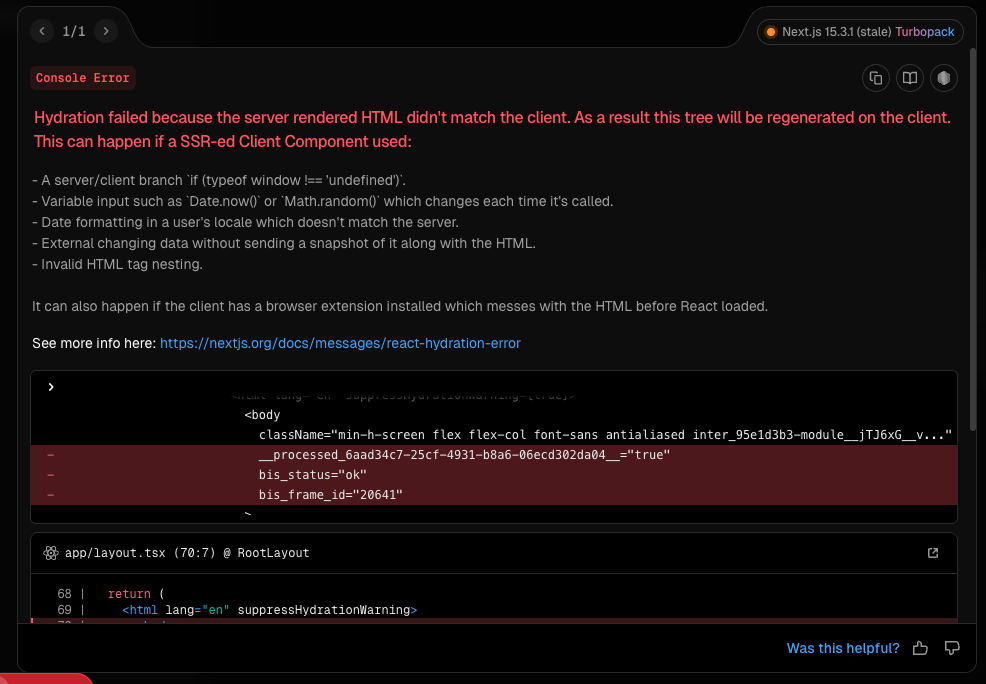 1/1
Next.js 15.3.1 (stale) Turbopack
Console Error
Hydration failed because the server rendered HTML didn't match the client. As a result this tree will be regenerated on the client.
This can happen if a SSR-ed Client Component used:
- A server/client branch `if (typeof window !== 'undefined')`.
- Variable input such as `Date.now()` or `Math.random()` which changes each time it's called.
- Date formatting in a user's locale which doesn't match the server.
- External changing data without sending a snapshot of it along with the HTML.
- Invalid HTML tag nesting.
It can also happen if the client has a browser extension installed which messes with the HTML before React loaded.
See more info here: https://nextjs.org/docs/messages/react-hydration-error
<html lang="en" suppressHydrationWarning={true}>
<body
className="min-h-screen flex flex-col font-sans antialiased inter_95e1d3b3-module__jTJ6xG__v..."
- __processed_6aad34c7-25cf-4931-b8a6-06ecd302da04__="true"
- bis_status="ok"
- bis_frame_id="20641"
>
app/layout.tsx (70:7) @ RootLayout
68 | return (
69 | <html lang="en" suppressHydrationWarning>
Was this helpful?